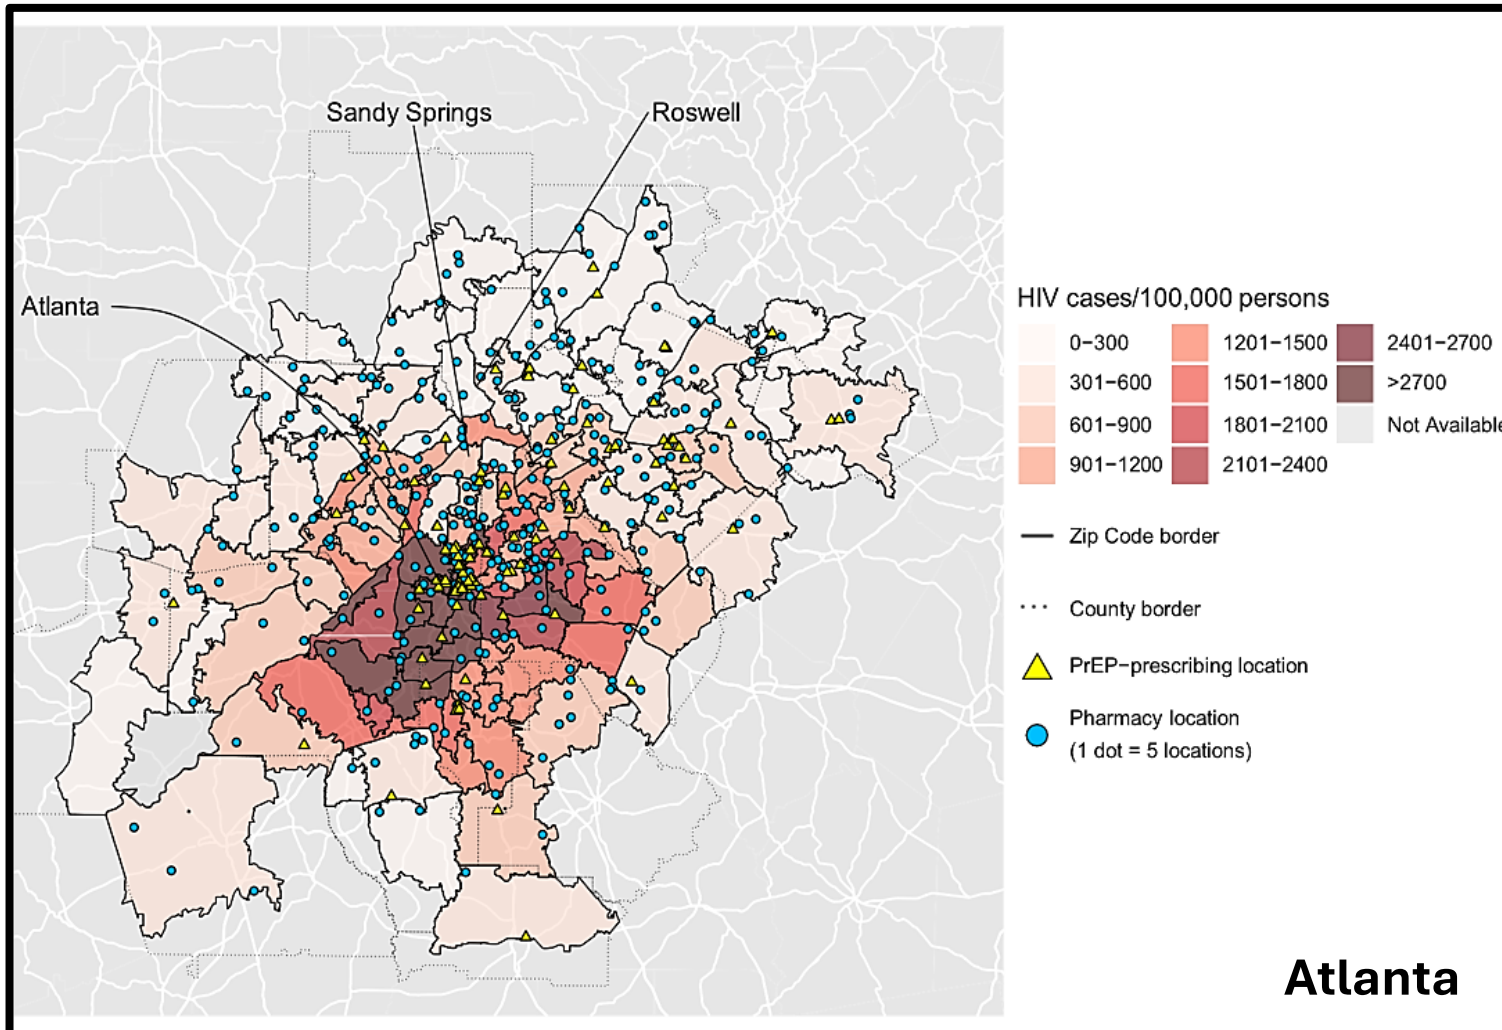 Sandy Springs
Roswell
Atlanta
HIV cases/100,000 persons
0−300
1201−1500
2401−2700
301−600
1501−1800
>2700
601−900
1801−2100
Not Available
901−1200
2101−2400
Zip Code border
County border
PrEP−prescribing location
Pharmacy location
(1 dot = 5 locations)
Atlanta